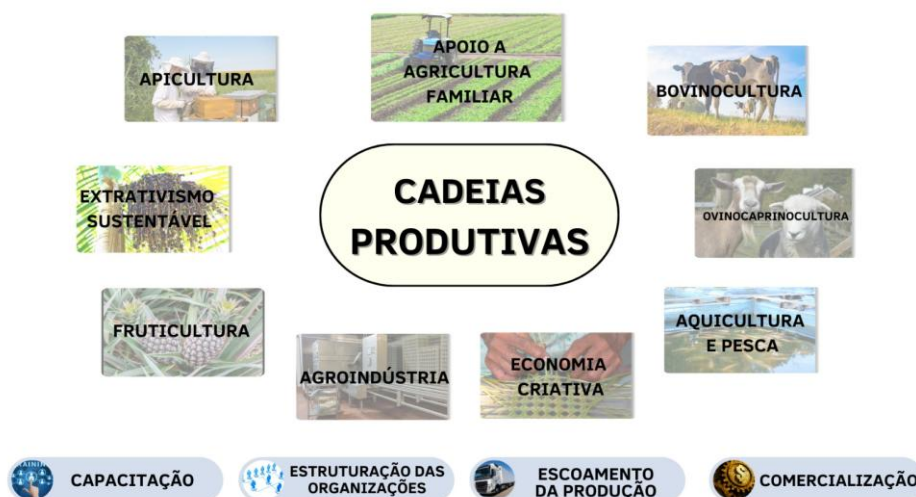 APICULTURA
APOIO A
AGRICULTURA
FAMILIAR
BOVINOCULTURA
EXTRATIVISMO
SUSTENTÁVEL
CADEIAS
PRODUTIVAS
OVINOCAPRINOCULTURA
FRUTICULTURA
AGROINDÚSTRIA
ECONOMIA
CRIATIVA
AQUICULTURA
E PESCA
CAPACITAÇÃO
ESTRUTURAÇÃO DAS
ORGANIZAÇÕES
ESCOAMENTO
DA PRODUÇÃO
COMERCIALIZAÇÃO